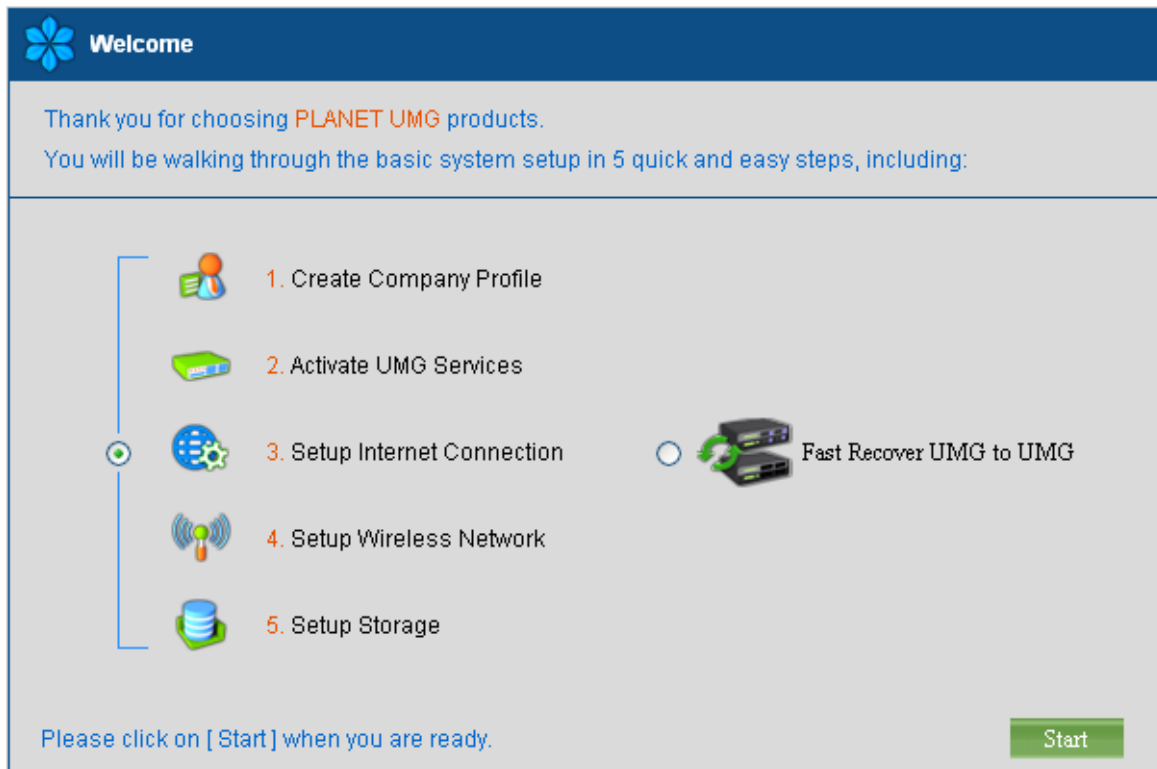 Welcome
Thank you for choosing PLANET UMG products.
You will be walking through the basic system setup in 5 quick and easy steps, including:
1. Create Company Profile
2. Activate UMG Services
3. Setup Internet Connection
Fast Recover UMG to UMG
4. Setup Wireless Network
5. Setup Storage
Please click on [ Start ] when you are ready.
Start